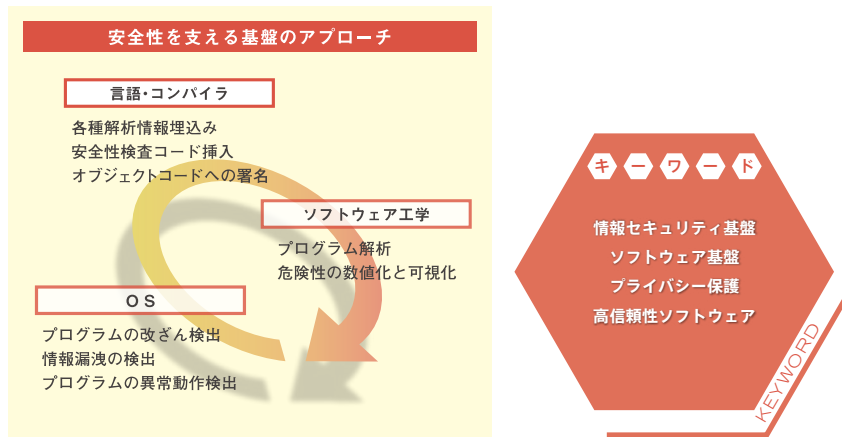 安全性を支える基盤のアプローチ
言語・コンパイラ
各種解析情報埋込み
安全性検査コード挿入
オブジェクトコードへの署名
ソフトウェア工学
プログラム解析
危険性の数値化と可視化
OS
プログラムの改ざん検出
情報漏洩の検出
プログラムの異常動作検出
キーワード
情報セキュリティ基盤
ソフトウェア基盤
プライバシー保護
高信頼性ソフトウェア
KEYWORD